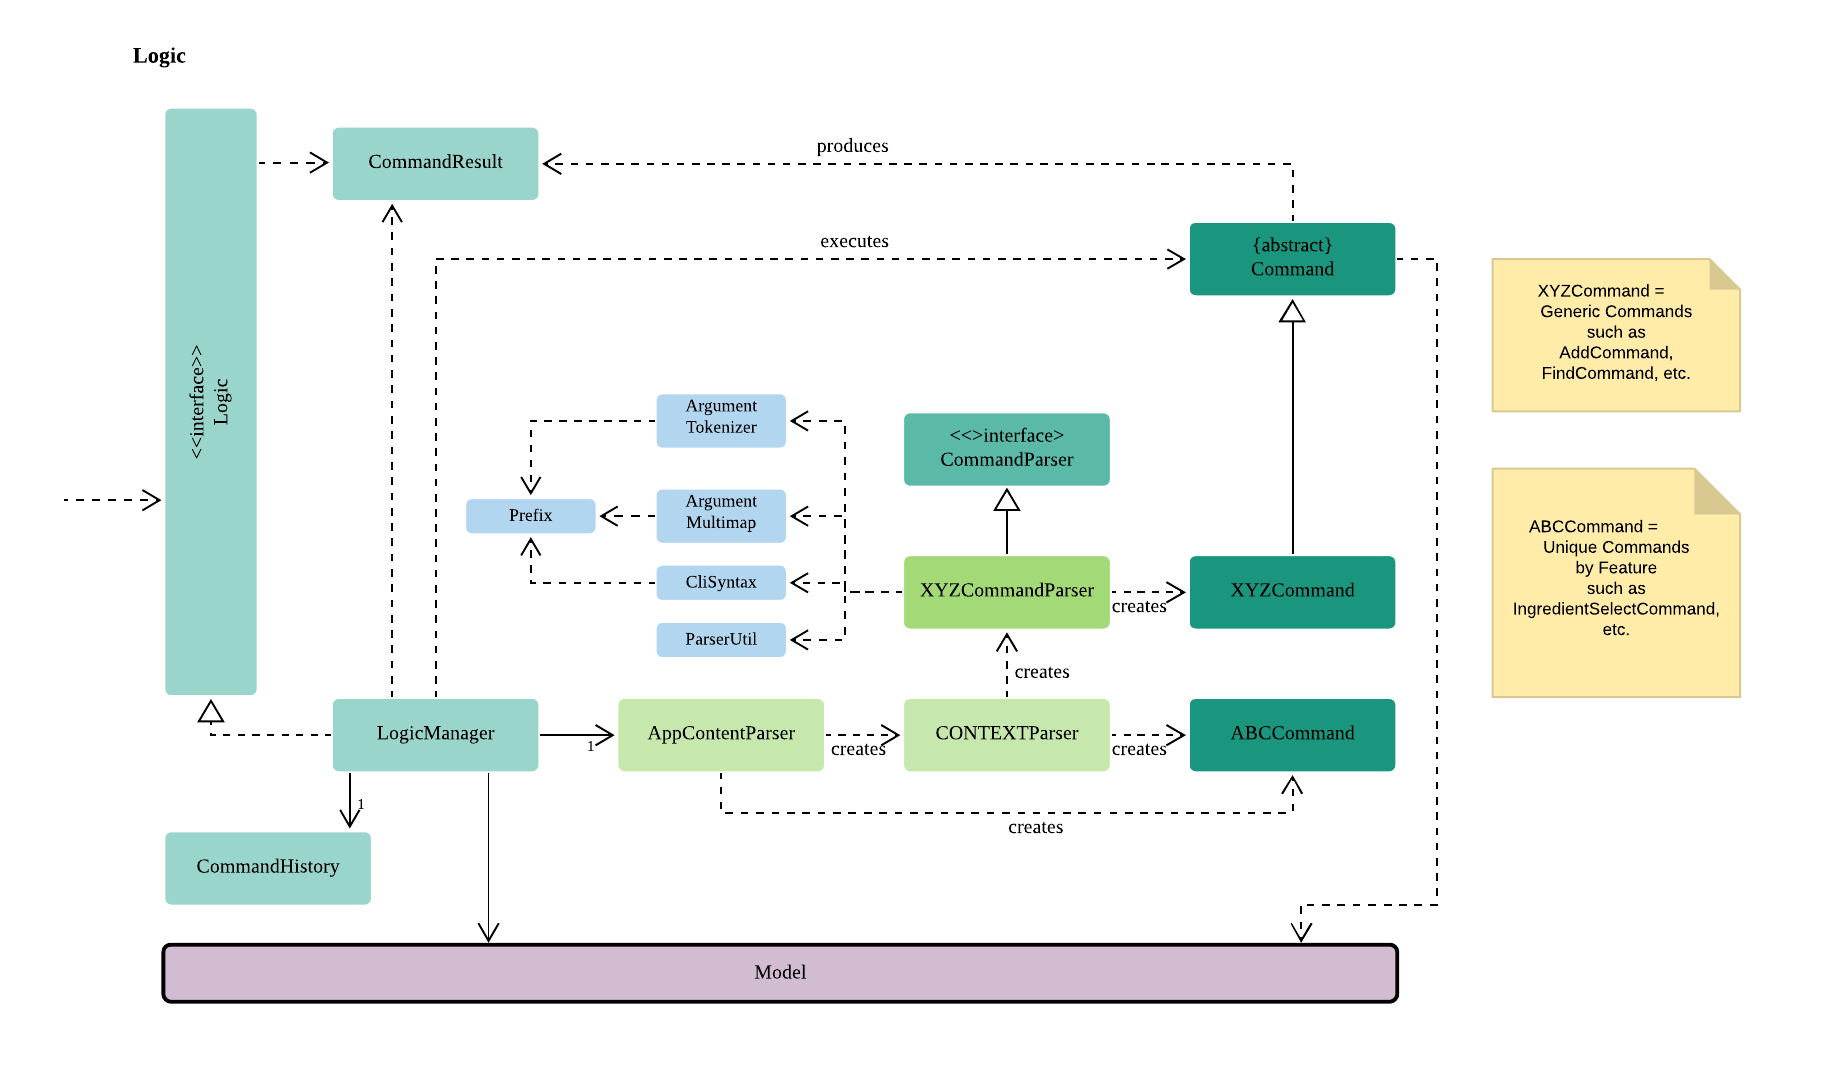 Logic
<<interface>>
Logic
CommandResult
produces
executes
{abstract}
Command
XYZCommand =
Generic Commands
such as
AddCommand,
FindCommand, etc.
Argument
Tokenizer
<<>interface>
CommandParser
Prefix
Argument
Multimap
CliSyntax
ParserUtil
XYZCommandParser
creates
XYZCommand
ABCCommand =
Unique Commands
by Feature
such as
IngredientSelectCommand,
etc.
creates
LogicManager
1
AppContentParser
creates
CONTEXTParser
creates
ABCCommand
1
creates
CommandHistory
Model